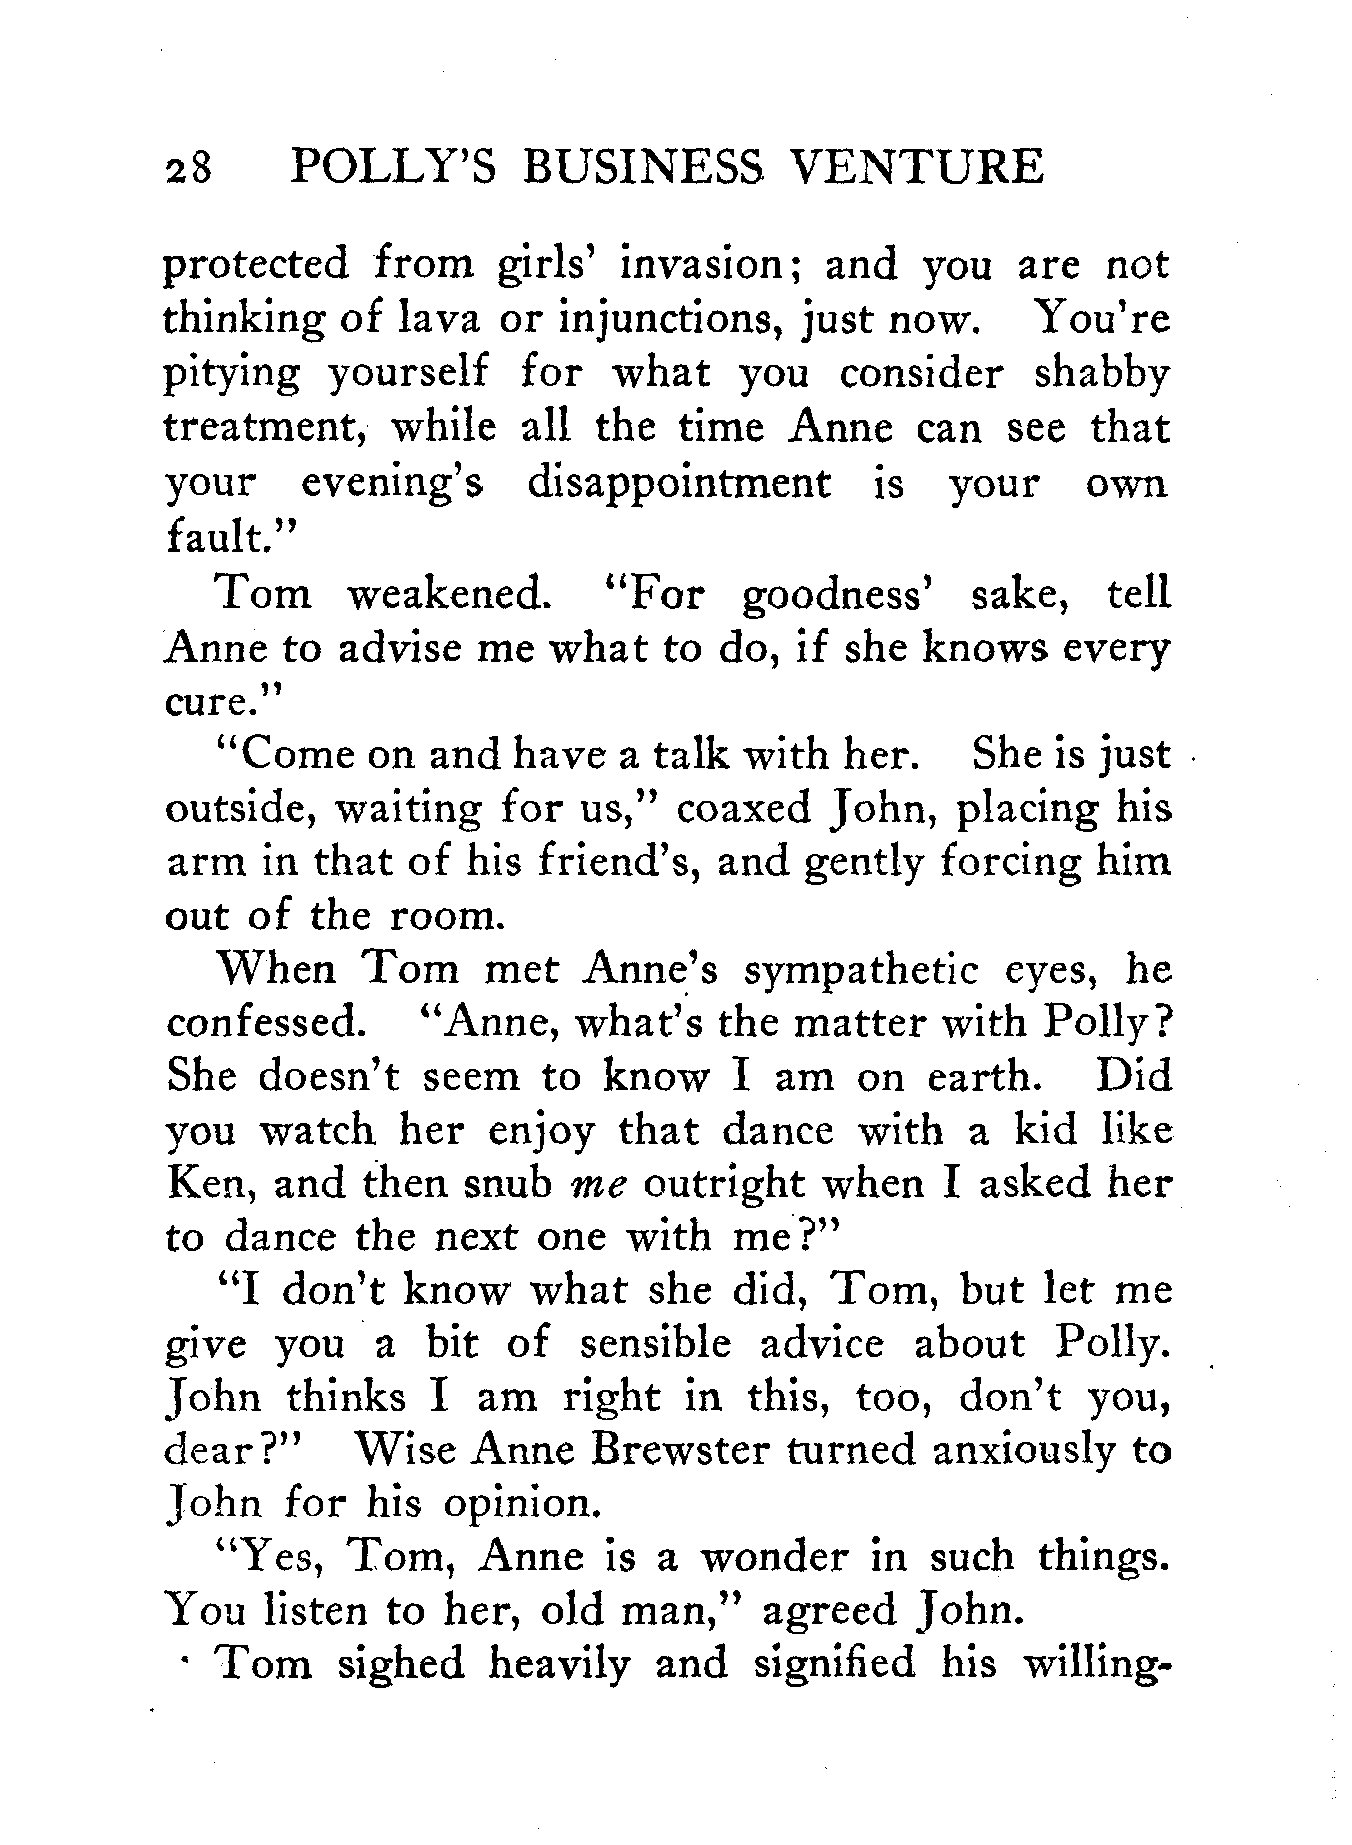 28 POLLY'S BUSINESS VENTURE
protected from girls' invasion; and you are not
thinking of lava or injunctions, just now. You're
pitying yourself for what you consider shabby
treatment, while all the time Anne can see that
your evening's disappointment is your own
fault."
Tom weakened. "For goodness' sake, tell
Anne to advise me what to do, if she knows every
cure."
"Come on and have a talk with her. She is just
outside, waiting for us," coaxed John, placing his
arm in that of his friend's, and gently forcing him
out of the room.
When Tom met Anne's sympathetic eyes, he
confessed. "Anne, what's the matter with Polly?
She doesn't seem to know I am on earth. Did
you watch her enjoy that dance with a kid like
Ken, and then snub me outright when I asked her
to dance the next one with me?"
"I don't know what she did, Tom, but let me
give you a bit of sensible advice about Polly.
John thinks I am right in this, too, don't you,
dear?" Wise Anne Brewster turned anxiously to
John for his opinion.
"Yes, Tom, Anne is a wonder in such things.
You listen to her, old man," agreed John.
Tom sighed heavily and signified his willing-